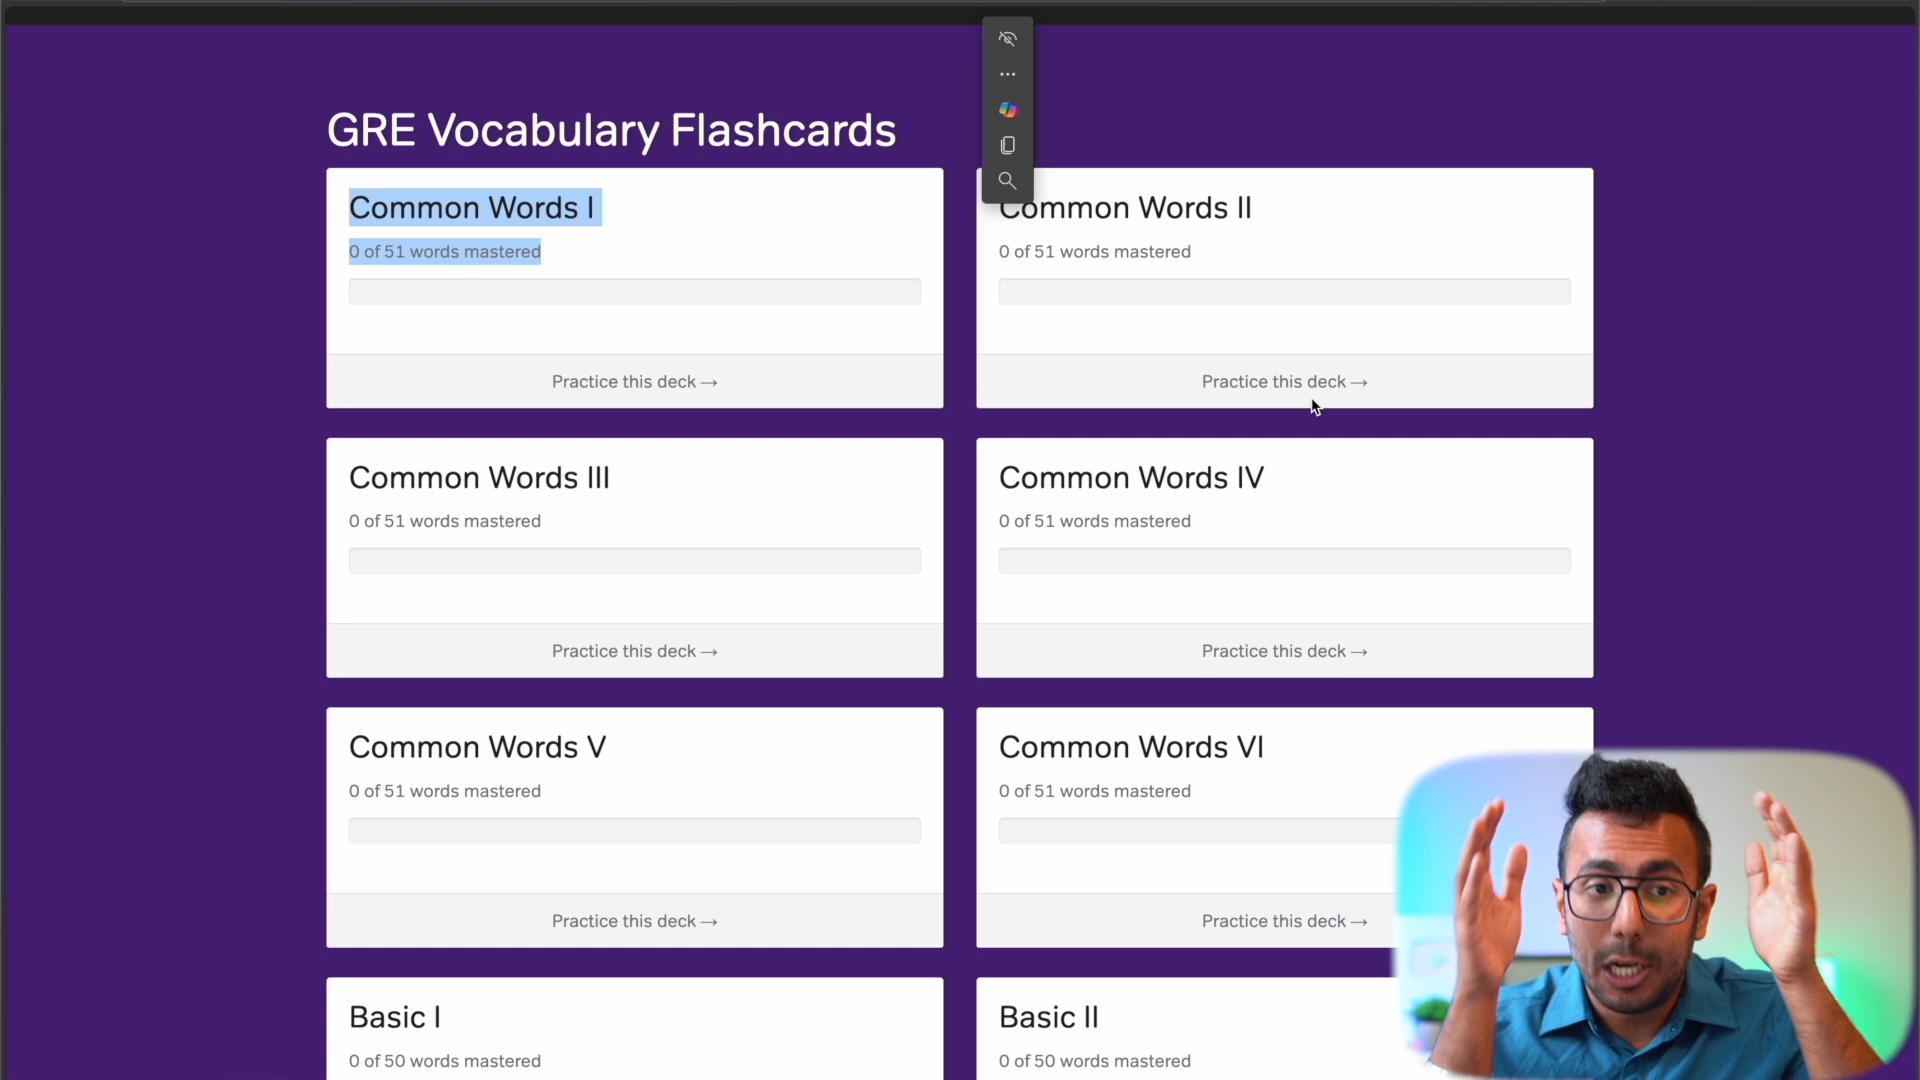 GRE Vocabulary Flashcards
Common Words I
0 of 51 words mastered
Practice this deck →
Common Words II
0 of 51 words mastered
Practice this deck →
Common Words III
0 of 51 words mastered
Practice this deck →
Common Words IV
0 of 51 words mastered
Practice this deck →
Common Words V
0 of 51 words mastered
Practice this deck →
Common Words VI
0 of 51 words mastered
Practice this deck →
Basic I
0 of 50 words mastered
Basic II
0 of 50 words mastered